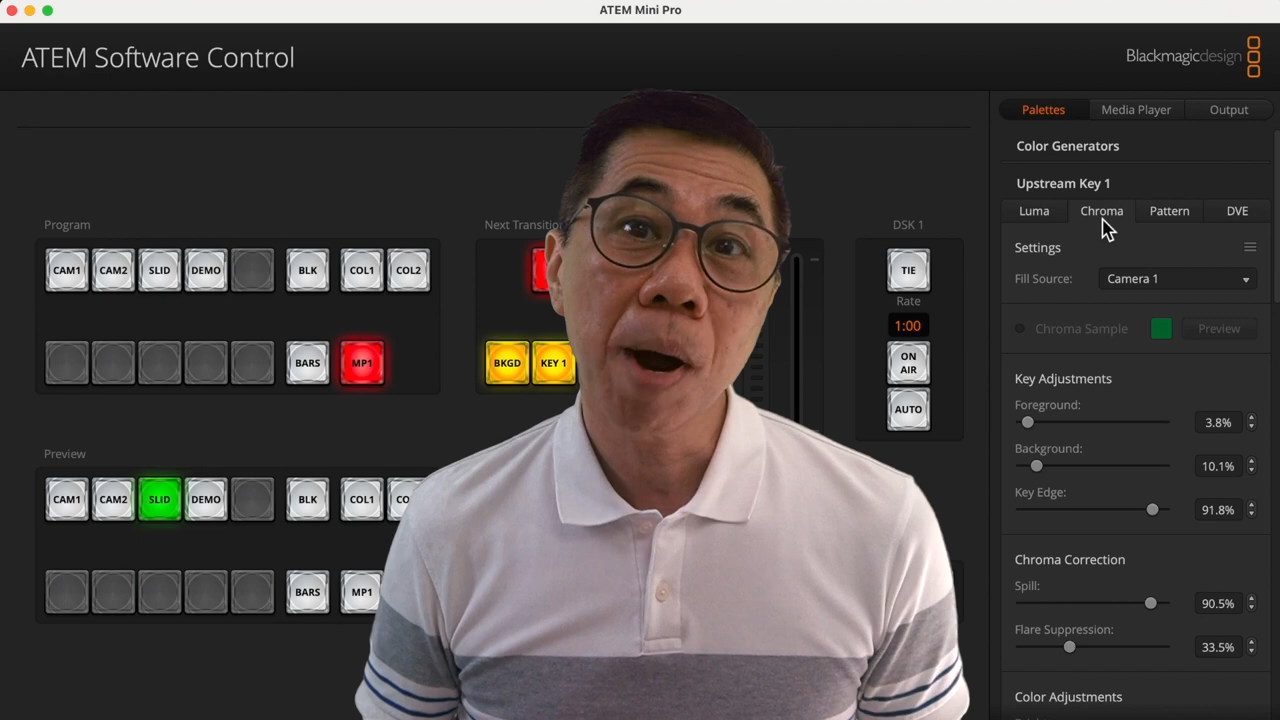 ATEM Mini Pro
ATEM Software Control
Blackmagicdesign
Palettes Media Player Output
Color Generators
Upstream Key 1
Luma Chroma Pattern DVE
Settings
Fill Source: Camera 1
Chroma Sample Preview
Key Adjustments
Foreground: 3.8%
Background: 10.1%
Key Edge: 91.8%
Chroma Correction
Spill: 90.5%
Flare Suppression: 33.5%
Color Adjustments
Program
CAM1 CAM2 SLID DEMO BLK COL1 COL2
BARS MP1
Next Transition
BKGD KEY 1
DSK 1
TIE
Rate
1:00
ON AIR
AUTO
Preview
CAM1 CAM2 SLID DEMO BLK COL1 CO
BARS MP1